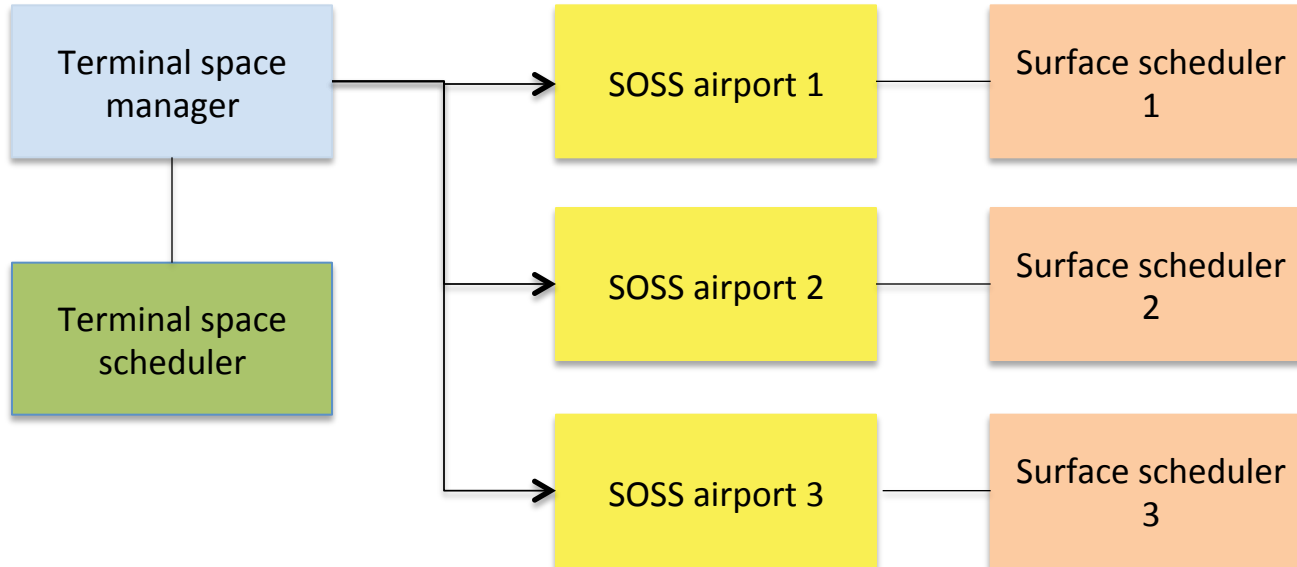 Terminal space
manager
SOSS airport 1
Surface scheduler
1
Terminal space
scheduler
SOSS airport 2
Surface scheduler
2
SOSS airport 3
Surface scheduler
3